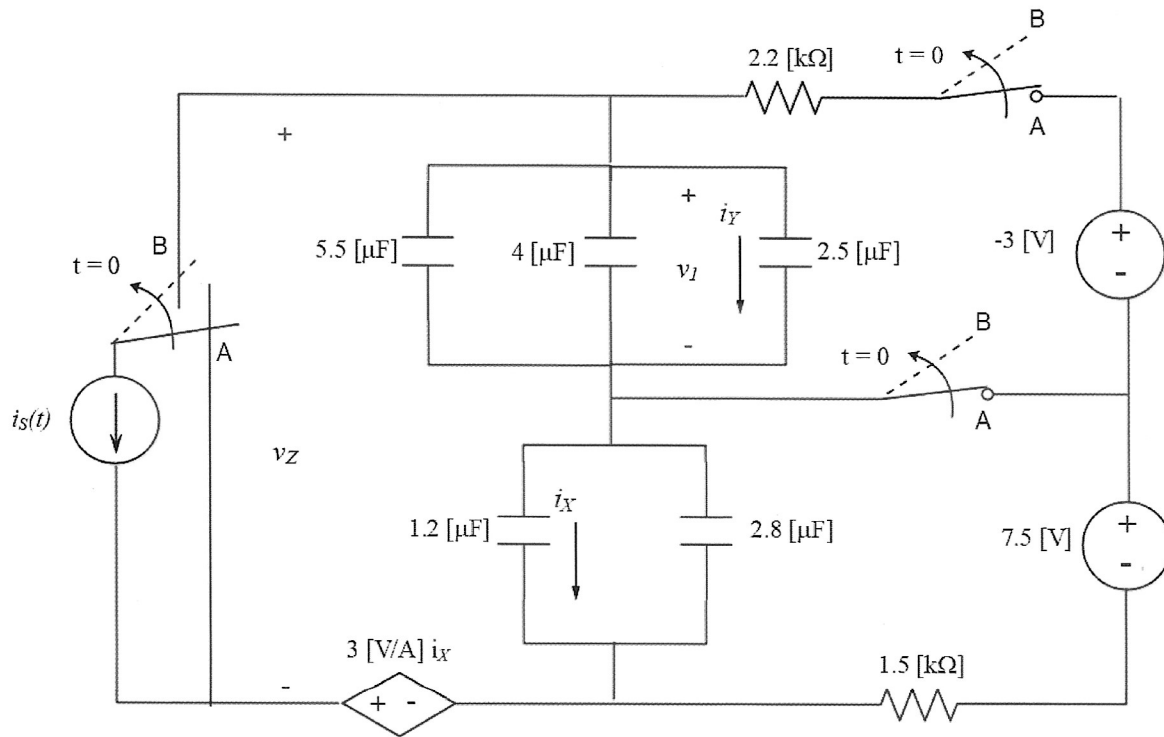 B
2.2 [kΩ]
t = 0
A
+
+
5.5 [μF]
4 [μF]
v1
iY
2.5 [μF]
-
+
-3 [V]
-
B
t = 0
A
iS(t)
vZ
B
t = 0
A
1.2 [μF]
iX
2.8 [μF]
+
7.5 [V]
-
3 [V/A] iX
-
+ -
1.5 [kΩ]